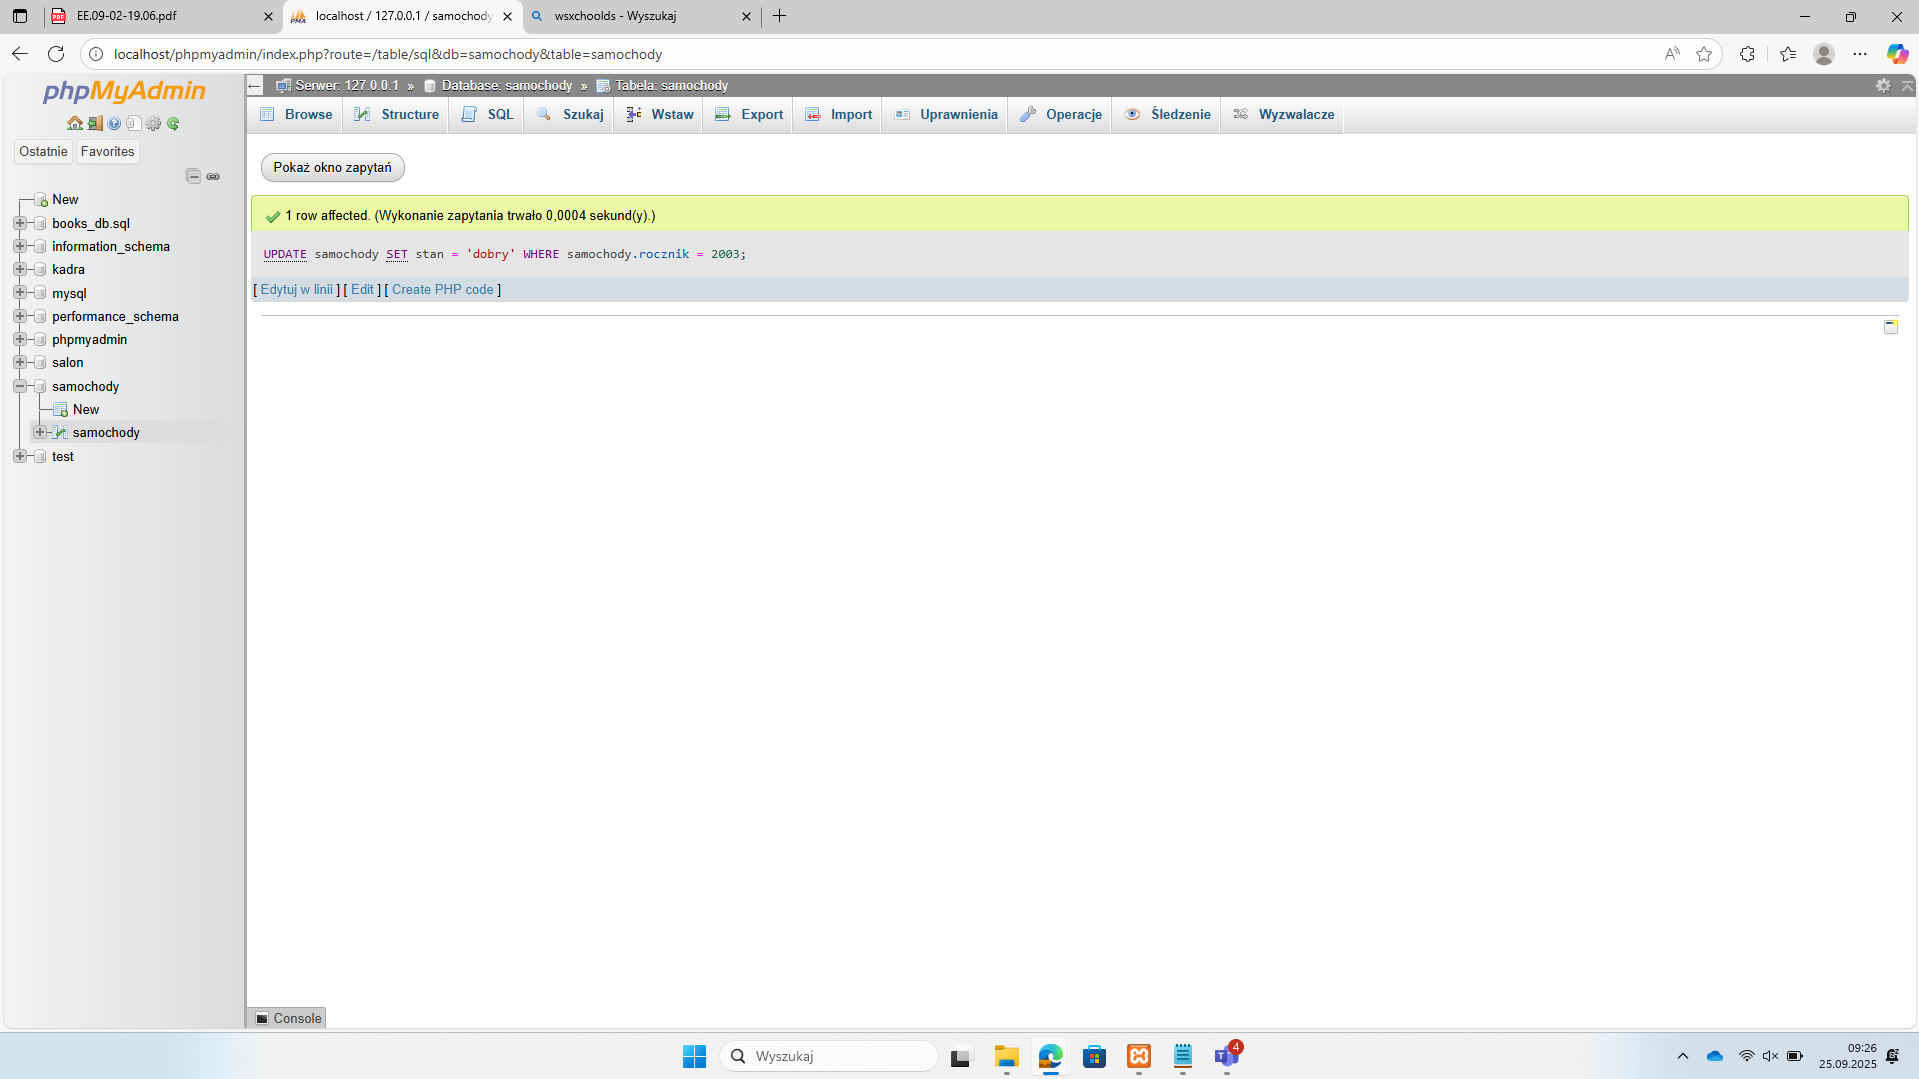 EE.09-02-19.06.pdf
localhost / 127.0.0.1 / samochody
wsxchoolds - Wyszukaj
localhost/phpmyadmin/index.php?route=/table/sql&db=samochody&table=samochody
phpMyAdmin
Ostatnie
Favorites
New
books_db.sql
information_schema
kadra
mysql
performance_schema
phpmyadmin
salon
samochody
New
samochody
test
Serwer: 127.0.0.1 » Database: samochody » Tabela: samochody
Browse
Structure
SQL
Szukaj
Wstaw
Export
Import
Uprawnienia
Operacje
Śledzenie
Wyzwalacze
Pokaż okno zapytań
1 row affected. (Wykonanie zapytania trwało 0,0004 sekund(y).)
UPDATE samochody SET stan = 'dobry' WHERE samochody.rocznik = 2003;
[ Edytuj w linii ] [ Edit ] [ Create PHP code ]
Console
Wyszukaj
4
09:26
25.09.2025